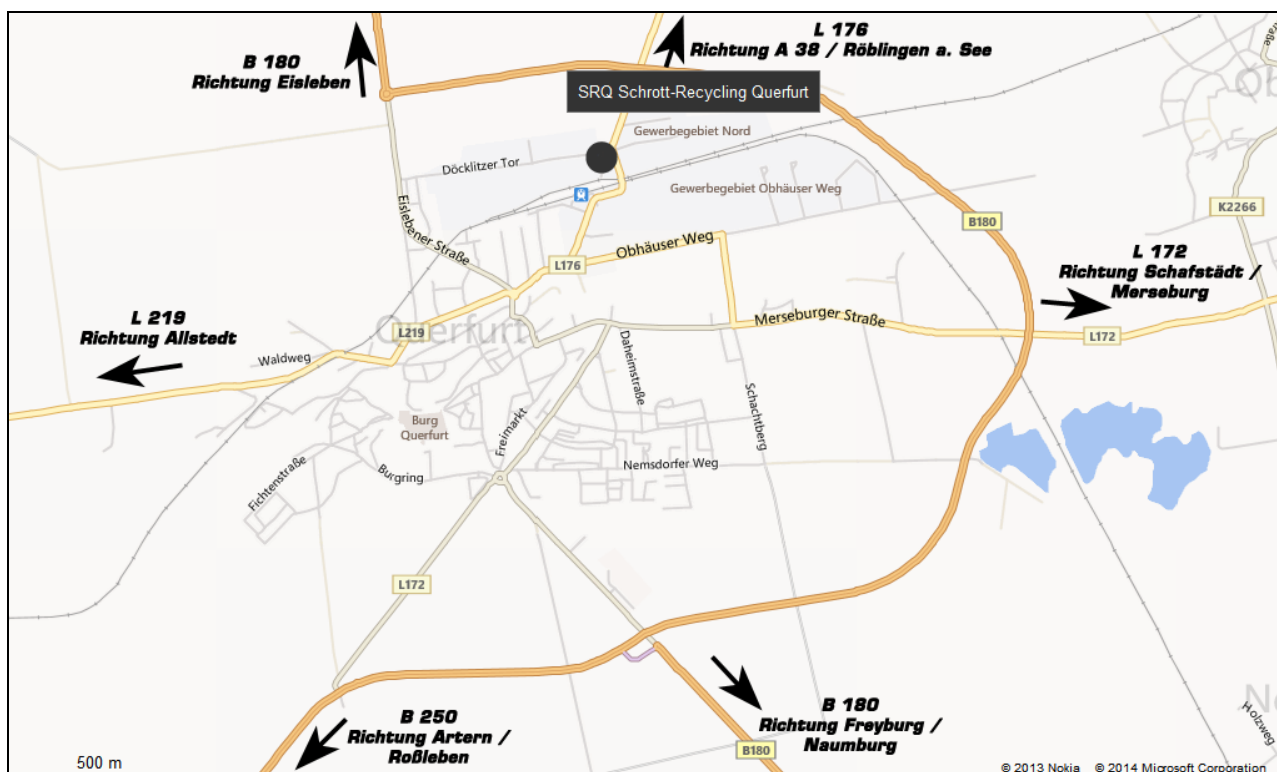 B 180
Richtung Eisleben
L 176
Richtung A 38 / Röblingen a. See
SRQ Schrott-Recycling Querfurt
Gewerbegebiet Nord
Döcklitzer Tor
Gewerbegebiet Obhäuser Weg
Eislebener Straße
K2266
B180
Obhäuser Weg
L176
L 172
Richtung Schafstädt /
Merseburg
L 219
Richtung Allstedt
Querfurt
L219
Merseburger Straße
L172
Waldweg
Daheimstraße
Schachtberg
Burg
Querfurt
Freimarkt
Nemsdorfer Weg
Burgring
Fichtenstraße
L172
B 180
Richtung Freyburg /
Naumburg
B 250
Richtung Artern /
Roßleben
B180
Holzweg
500 m
© 2013 Nokia © 2014 Microsoft Corporation